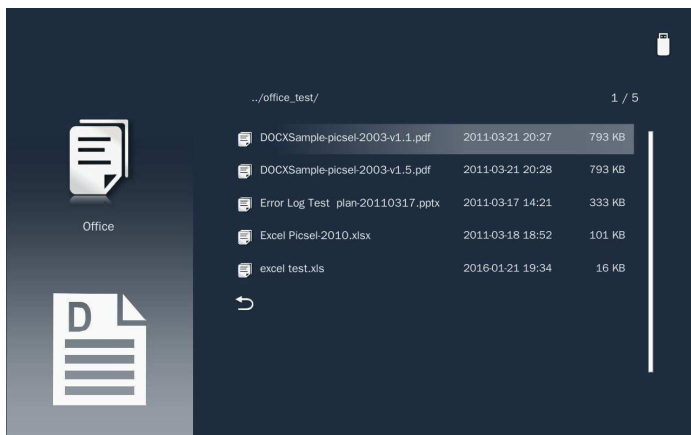 ../office_test/ 1 / 5
DOCXSample-picsel-2003-v1.1.pdf 2011-03-21 20:27 793 KB
DOCXSample-picsel-2003-v1.5.pdf 2011-03-21 20:28 793 KB
Error Log Test plan-20110317.pptx 2011-03-17 14:21 333 KB
Excel Picsel-2010.xlsx 2011-03-18 18:52 101 KB
excel test.xls 2016-01-21 19:34 16 KB
Office
D